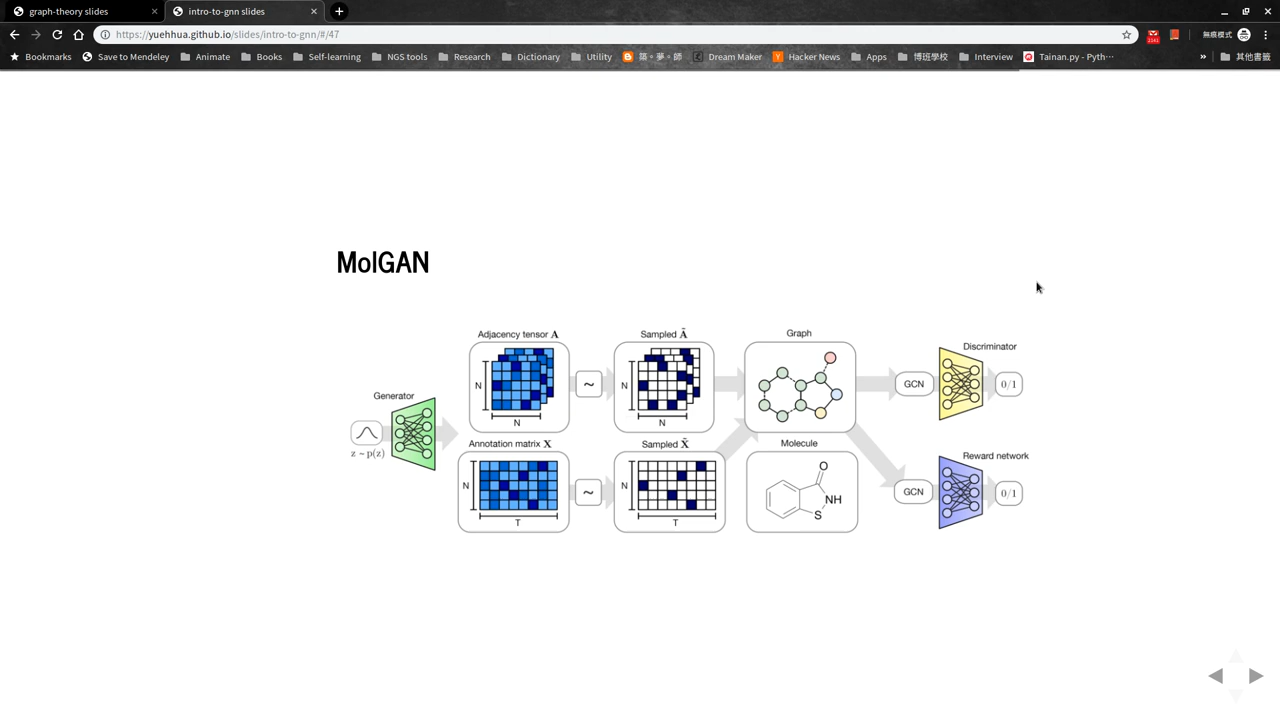 graph-theory slides
intro-to-gnn slides
https://yuehhua.github.io/slides/intro-to-gnn/#/47
無痕模式
Bookmarks
Save to Mendeley
Animate
Books
Self-learning
NGS tools
Research
Dictionary
Utility
築。夢。師
Dream Maker
Hacker News
Apps
博班學校
Interview
Tainan.py - Pyth…
»
其他書籤
MolGAN
Adjacency tensor A
Sampled Ã
Graph
Discriminator
N
N
N
N
~
GCN
0/1
Generator
z ~ p(z)
Annotation matrix X
Sampled X̃
Molecule
Reward network
N
T
N
T
~
O
NH
S
GCN
0/1